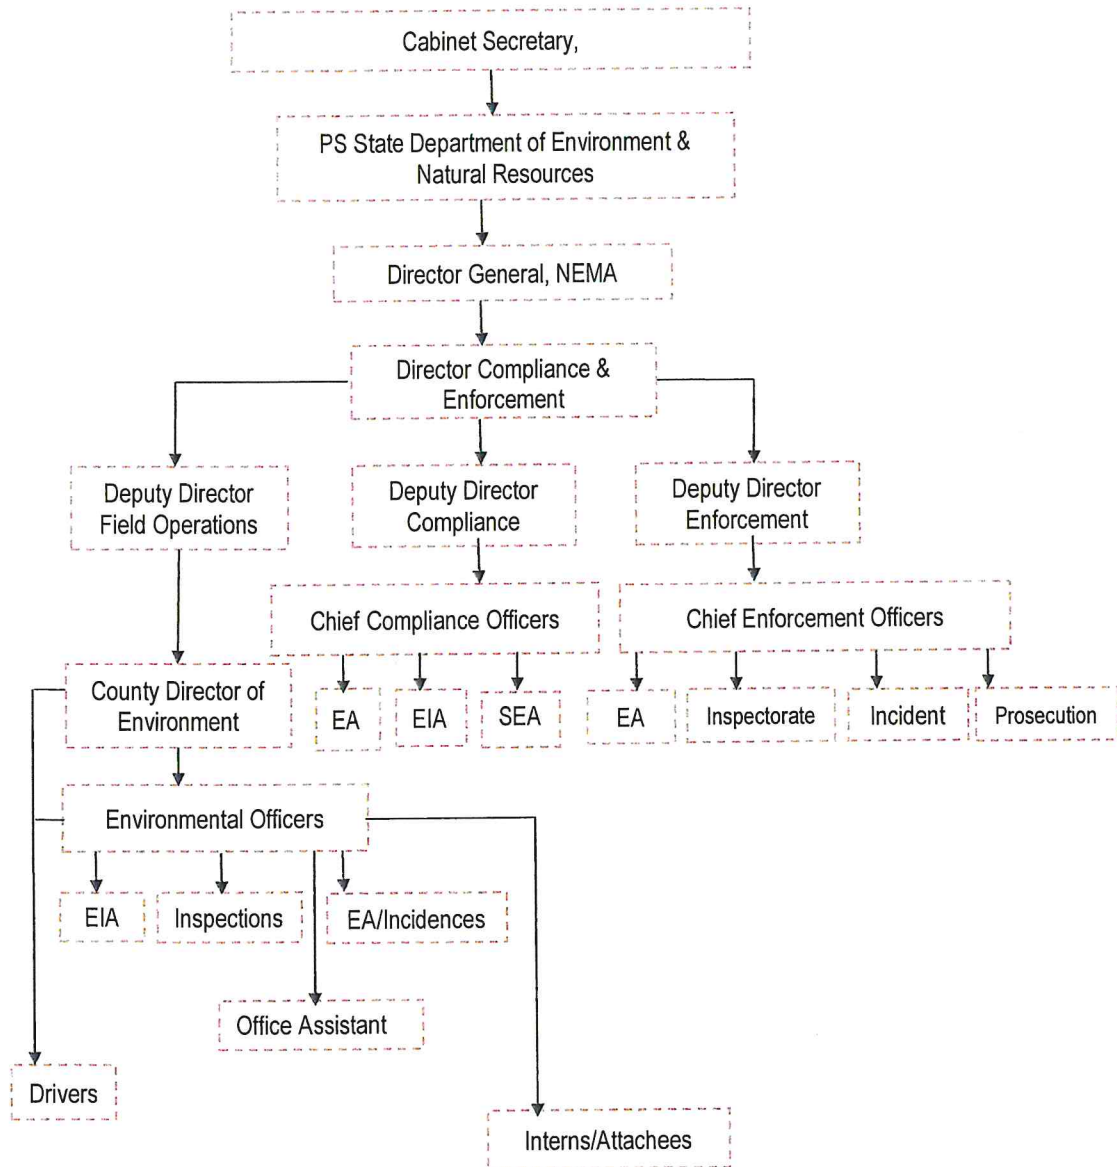 Cabinet Secretary,
PS State Department of Environment &
Natural Resources
Director General, NEMA
Director Compliance &
Enforcement
Deputy Director
Field Operations
Deputy Director
Compliance
Deputy Director
Enforcement
Chief Compliance Officers
Chief Enforcement Officers
County Director of
Environment
EA
EIA
SEA
EA
Inspectorate
Incident
Prosecution
Environmental Officers
EIA
Inspections
EA/Incidences
Office Assistant
Drivers
Interns/Attachees